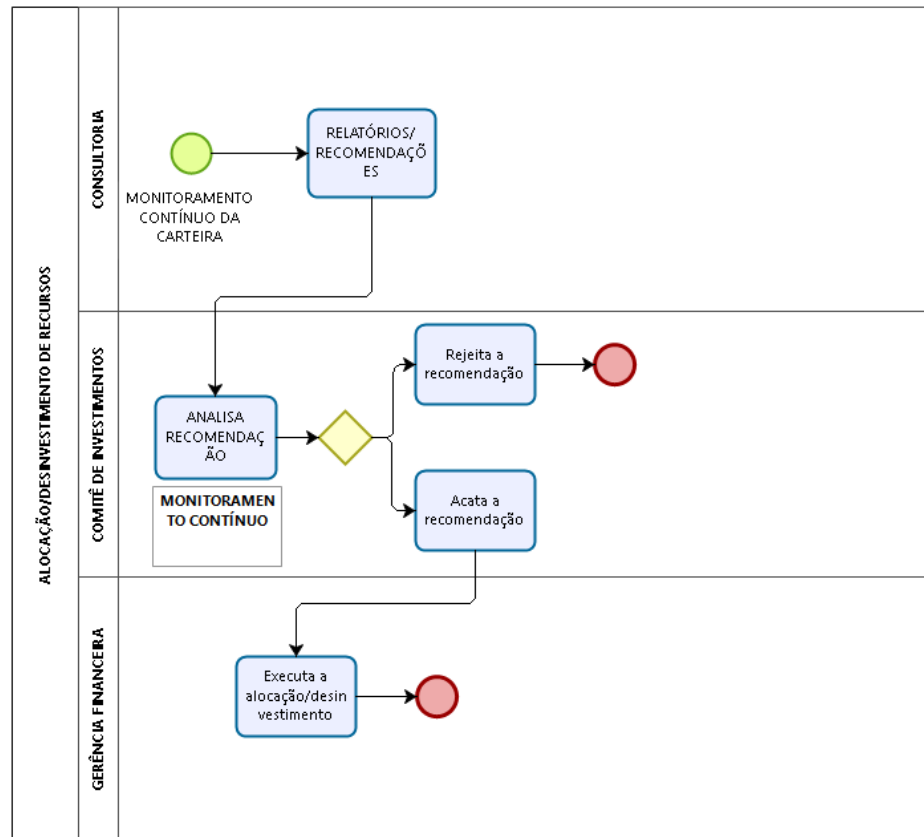 ALOCAÇÃO/DESINVESTIMENTO DE RECURSOS
CONSULTORIA
MONITORAMENTO
CONTÍNUO DA
CARTEIRA
RELATÓRIOS/
RECOMENDAÇÕ
ES
COMITÊ DE INVESTIMENTOS
ANALISA
RECOMENDAÇ
ÃO
MONITORAMEN
TO CONTÍNUO
Rejeita a
recomendação
Acata a
recomendação
GERÊNCIA FINANCEIRA
Executa a
alocação/desin
vestimento